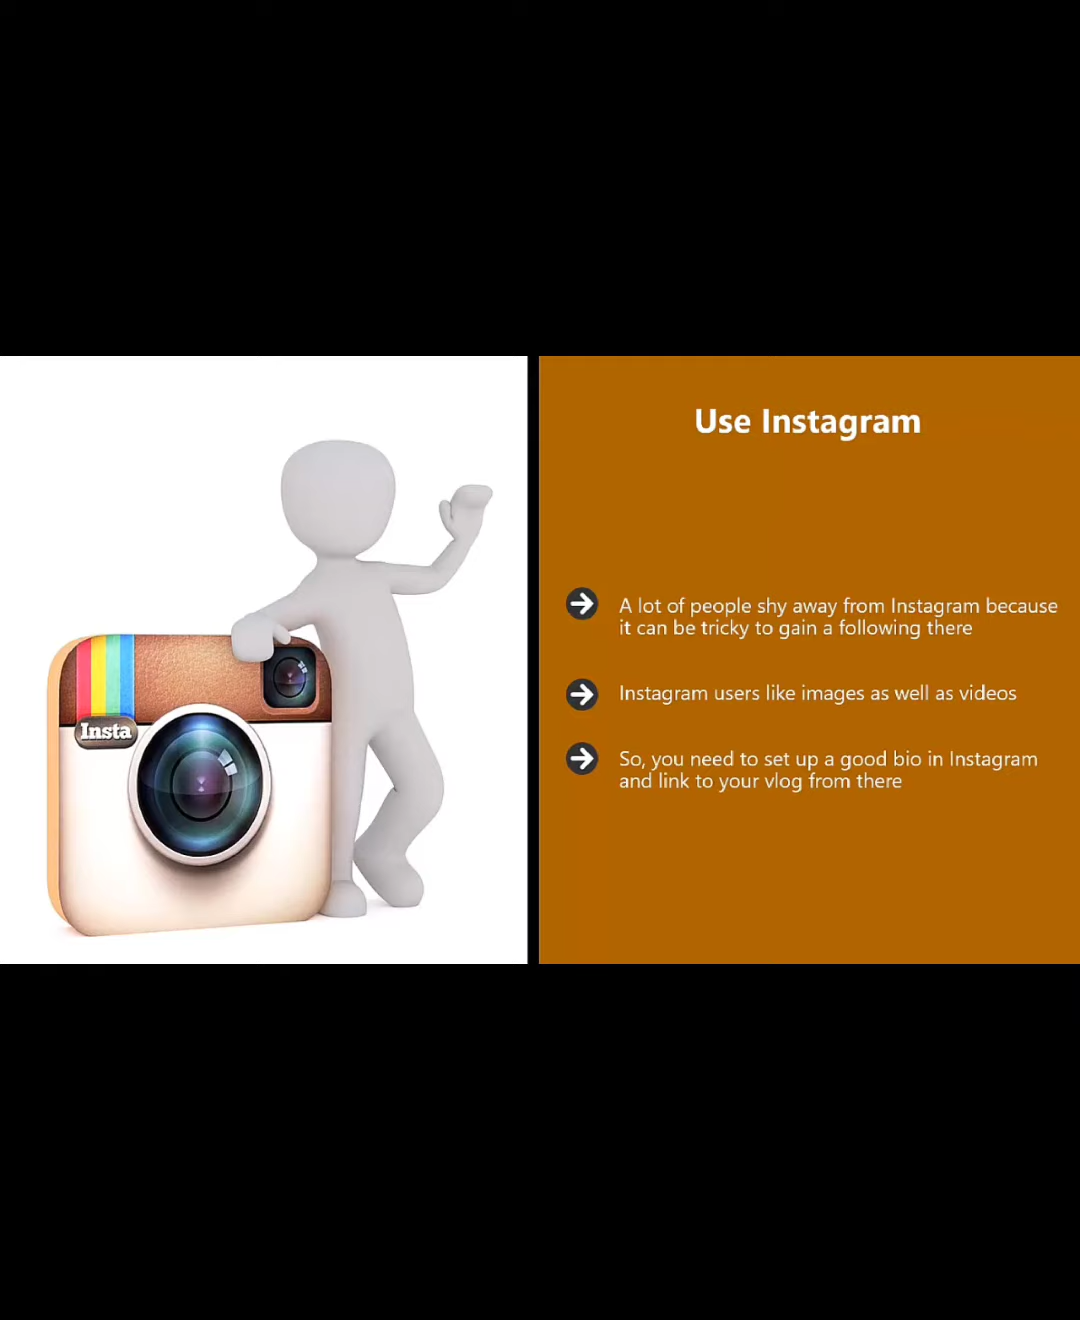 Insta
Use Instagram
A lot of people shy away from Instagram because
it can be tricky to gain a following there
Instagram users like images as well as videos
So, you need to set up a good bio in Instagram
and link to your vlog from there